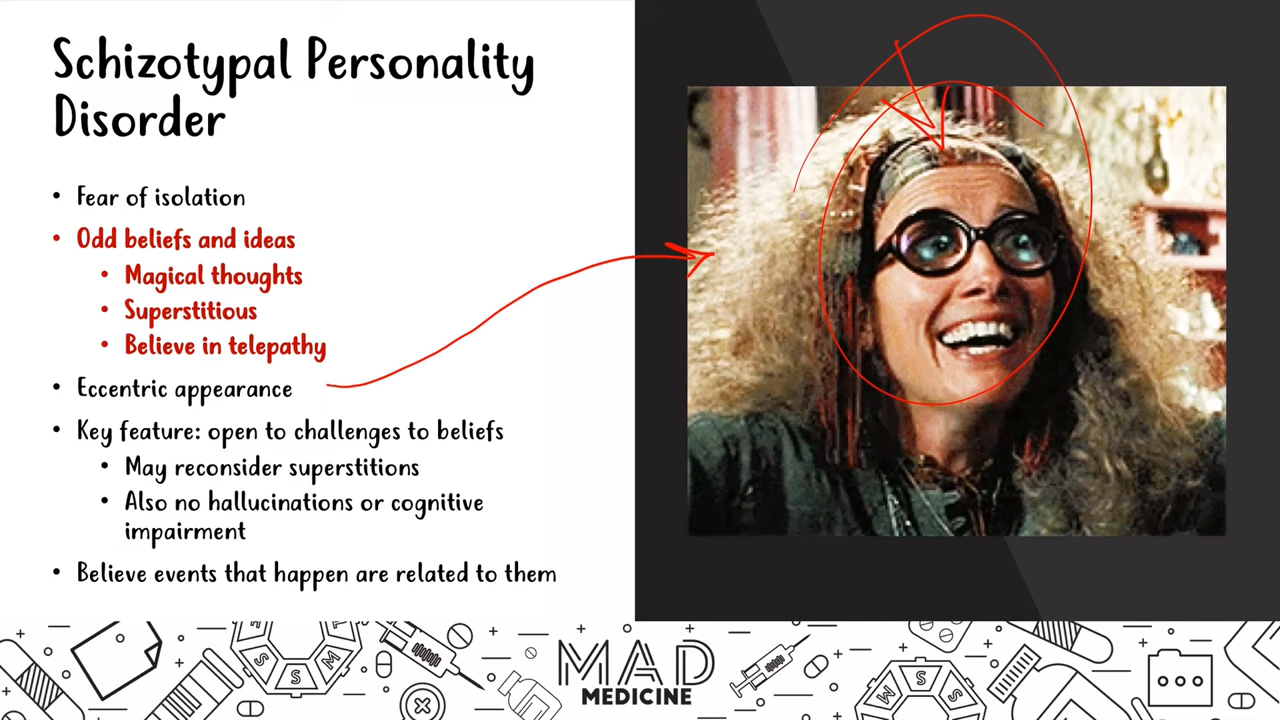 Schizotypal Personality
Disorder
• Fear of isolation
• Odd beliefs and ideas
• Magical thoughts
• Superstitious
• Believe in telepathy
• Eccentric appearance
• Key feature: open to challenges to beliefs
• May reconsider superstitions
• Also no hallucinations or cognitive
impairment
• Believe events that happen are related to them
MAD
MEDICINE
S
S
M
M
S
S